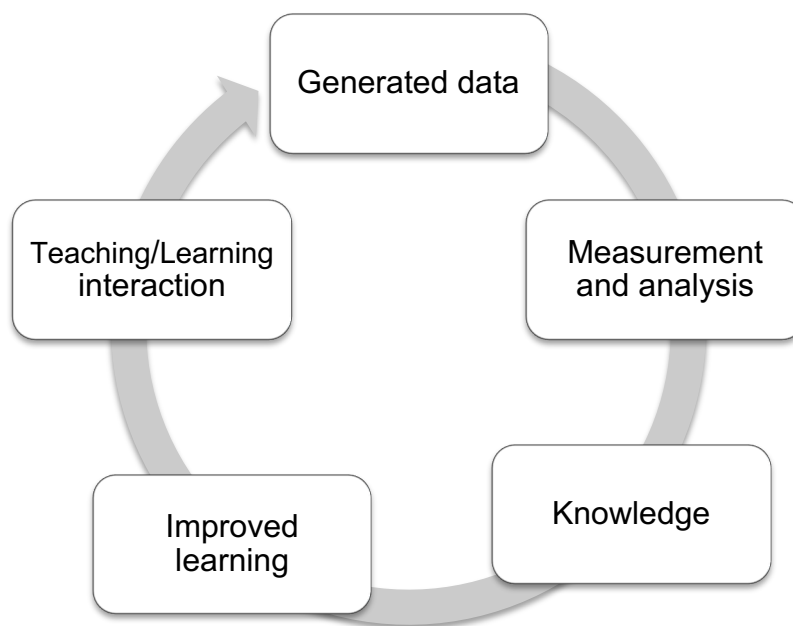 Generated data
Measurement
and analysis
Knowledge
Improved
learning
Teaching/Learning
interaction